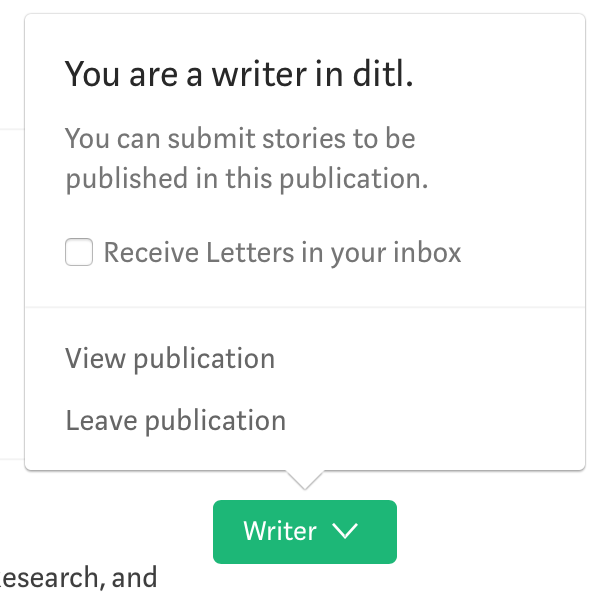 You are a writer in ditl.
You can submit stories to be
published in this publication.
Receive Letters in your inbox
View publication
Leave publication
Writer
esearch, and